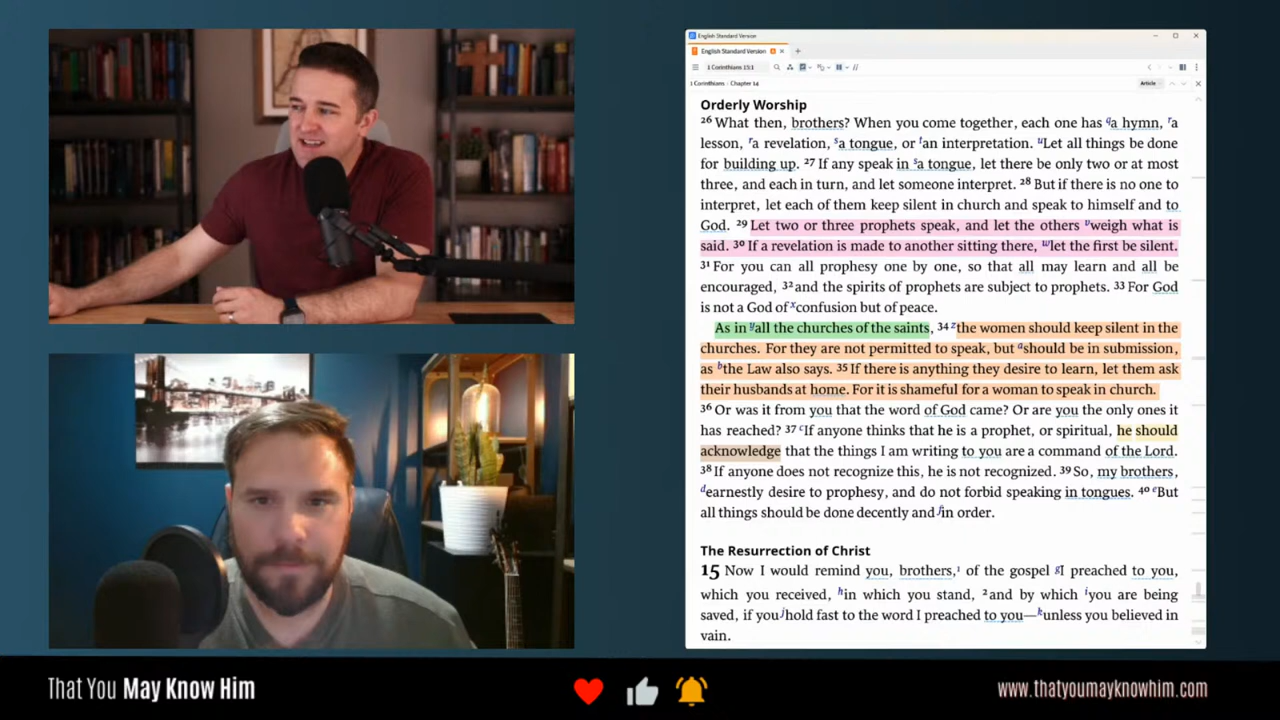 English Standard Version
English Standard Version
1 Corinthians 15:1
1 Corinthians · Chapter 14
Article
Orderly Worship
26 What then, brothers? When you come together, each one has q a hymn, r a
lesson, r a revelation, s a tongue, or t an interpretation. u Let all things be done
for building up. 27 If any speak in s a tongue, let there be only two or at most
three, and each in turn, and let someone interpret. 28 But if there is no one to
interpret, let each of them keep silent in church and speak to himself and to
God. 29 Let two or three prophets speak, and let the others v weigh what is
said. 30 If a revelation is made to another sitting there, w let the first be silent.
31 For you can all prophesy one by one, so that all may learn and all be
encouraged, 32 and the spirits of prophets are subject to prophets. 33 For God
is not a God of x confusion but of peace.
As in y all the churches of the saints, 34 z the women should keep silent in the
churches. For they are not permitted to speak, but a should be in submission,
as b the Law also says. 35 If there is anything they desire to learn, let them ask
their husbands at home. For it is shameful for a woman to speak in church.
36 Or was it from you that the word of God came? Or are you the only ones it
has reached? 37 c If anyone thinks that he is a prophet, or spiritual, he should
acknowledge that the things I am writing to you are a command of the Lord.
38 If anyone does not recognize this, he is not recognized. 39 So, my brothers,
d earnestly desire to prophesy, and do not forbid speaking in tongues. 40 e But
all things should be done decently and f in order.
The Resurrection of Christ
15 Now I would remind you, brothers, 1 of the gospel g I preached to you,
which you received, h in which you stand, 2 and by which i you are being
saved, if you j hold fast to the word I preached to you— k unless you believed in
vain.
That You May Know Him
www.thatyoumayknowhim.com